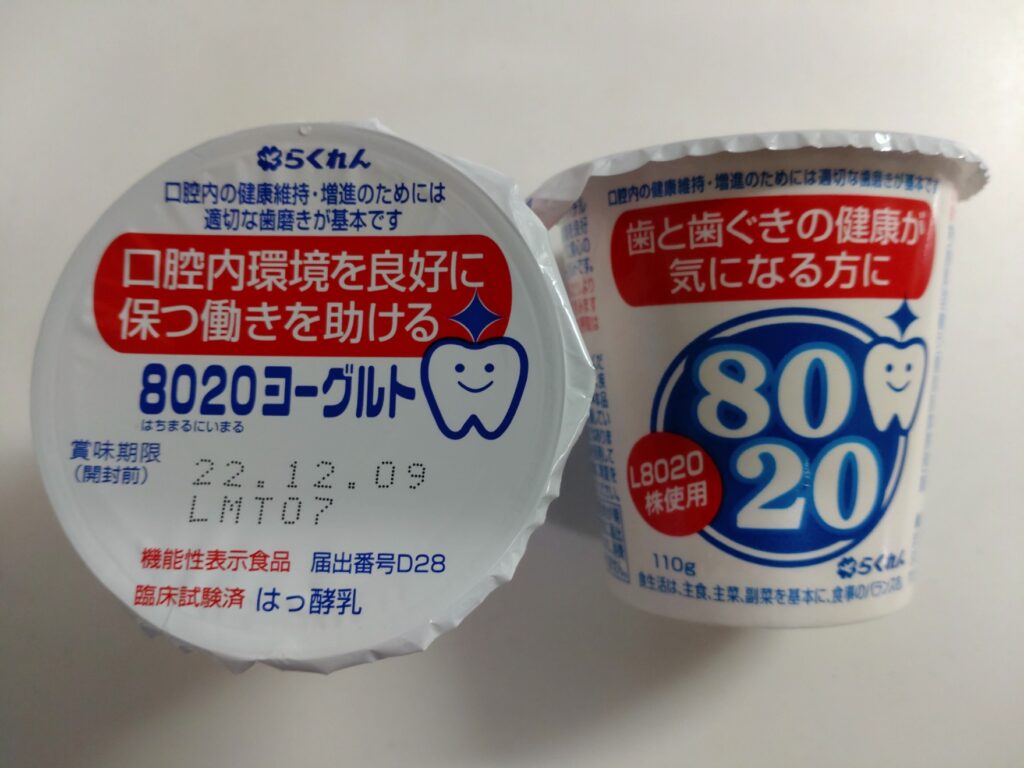 らくれん
口腔内の健康維持・増進のためには
適切な歯磨きが基本です
口腔内環境を良好に
保つ働きを助ける
8020ヨーグルト
はちまるにいまる
賞味期限
(開封前)
22.12.09
LMT07
機能性表示食品 届出番号D28
臨床試験済 はっ酵乳
口腔内の健康維持・増進のためには適切な歯磨きが基本です
歯と歯ぐきの健康が
気になる方に
80
20
L8020
株使用
110g
らくれん
食生活は、主食、主菜、副菜を基本に、食事のバランスを